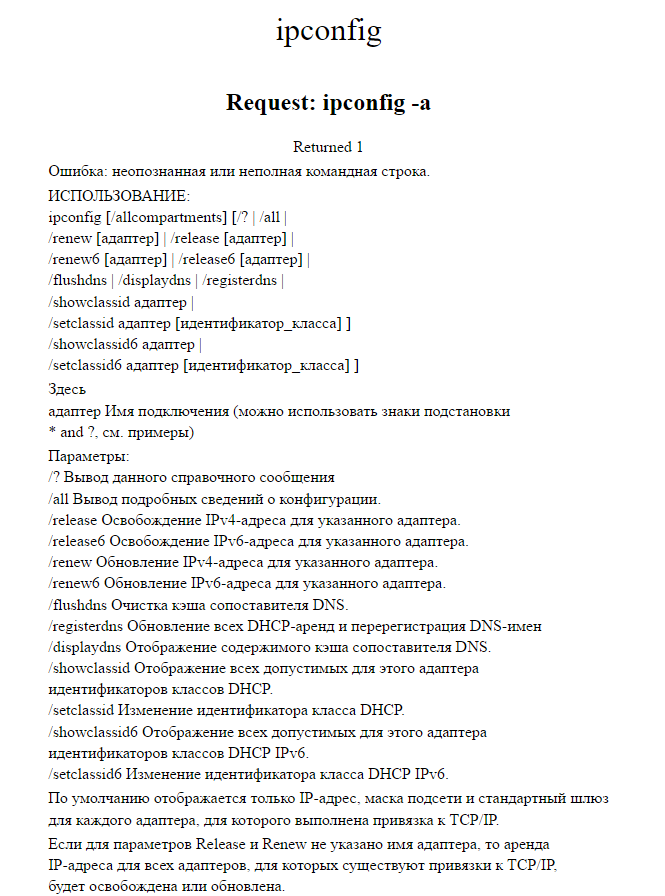 ipconfig
Request: ipconfig -a
Returned 1
Ошибка: неопознанная или неполная командная строка.
ИСПОЛЬЗОВАНИЕ:
ipconfig [/allcompartments] [/? | /all |
/renew [адаптер] | /release [адаптер] |
/renew6 [адаптер] | /release6 [адаптер] |
/flushdns | /displaydns | /registerdns |
/showclassid адаптер |
/setclassid адаптер [идентификатор_класса] ]
/showclassid6 адаптер |
/setclassid6 адаптер [идентификатор_класса] ]
Здесь
адаптер Имя подключения (можно использовать знаки подстановки
* and ?, см. примеры)
Параметры:
/? Вывод данного справочного сообщения
/all Вывод подробных сведений о конфигурации.
/release Освобождение IPv4-адреса для указанного адаптера.
/release6 Освобождение IPv6-адреса для указанного адаптера.
/renew Обновление IPv4-адреса для указанного адаптера.
/renew6 Обновление IPv6-адреса для указанного адаптера.
/flushdns Очистка кэша сопоставителя DNS.
/registerdns Обновление всех DHCP-аренд и перерегистрация DNS-имен
/displaydns Отображение содержимого кэша сопоставителя DNS.
/showclassid Отображение всех допустимых для этого адаптера
идентификаторов классов DHCP.
/setclassid Изменение идентификатора класса DHCP.
/showclassid6 Отображение всех допустимых для этого адаптера
идентификаторов классов DHCP IPv6.
/setclassid6 Изменение идентификатора класса DHCP IPv6.
По умолчанию отображается только IP-адрес, маска подсети и стандартный шлюз
для каждого адаптера, для которого выполнена привязка к TCP/IP.
Если для параметров Release и Renew не указано имя адаптера, то аренда
IP-адреса для всех адаптеров, для которых существуют привязки к TCP/IP,
будет освобождена или обновлена.